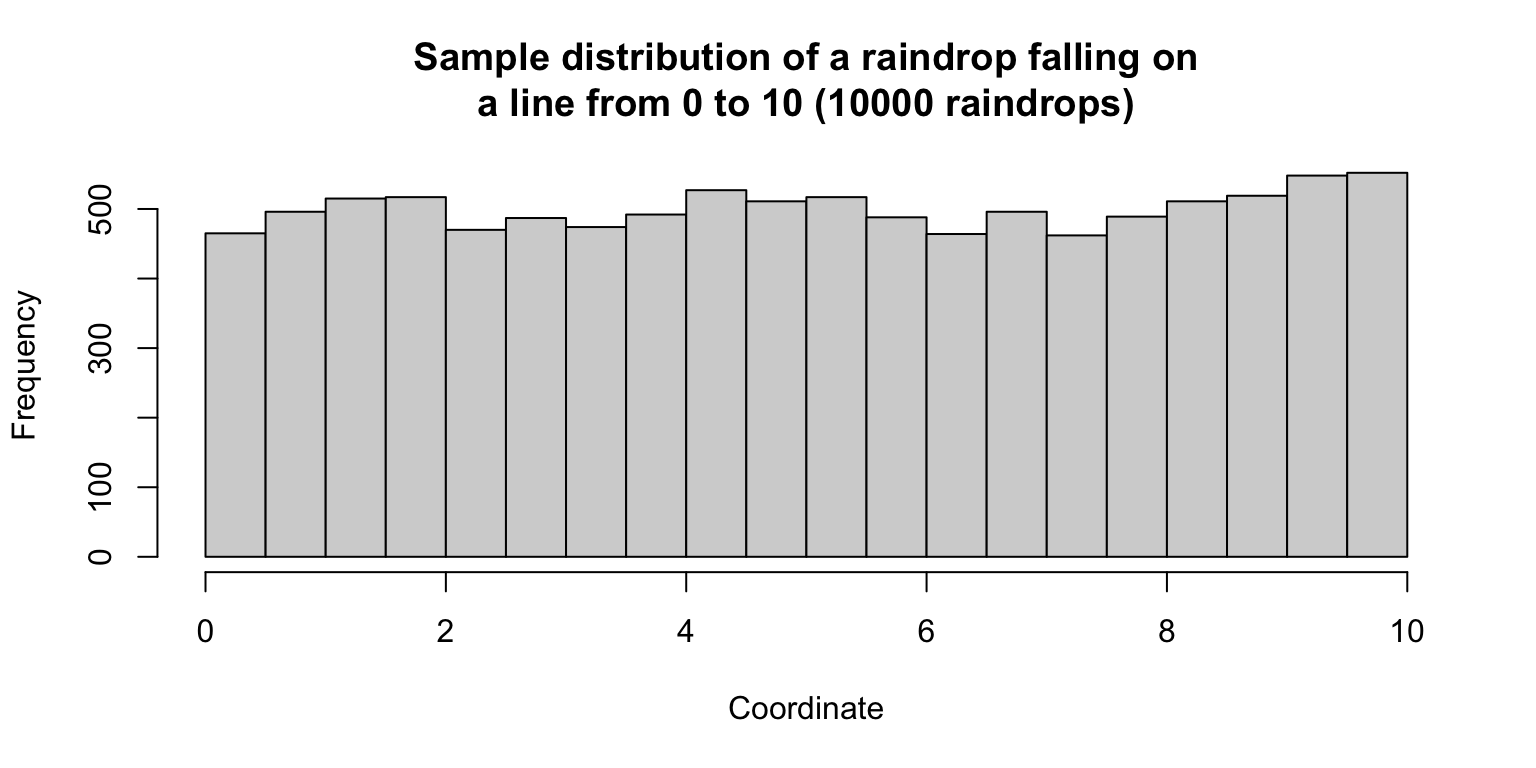 Sample distribution of a raindrop falling on
a line from 0 to 10 (10000 raindrops)
Frequency
500
300
100
0
0 2 4 6 8 10
Coordinate